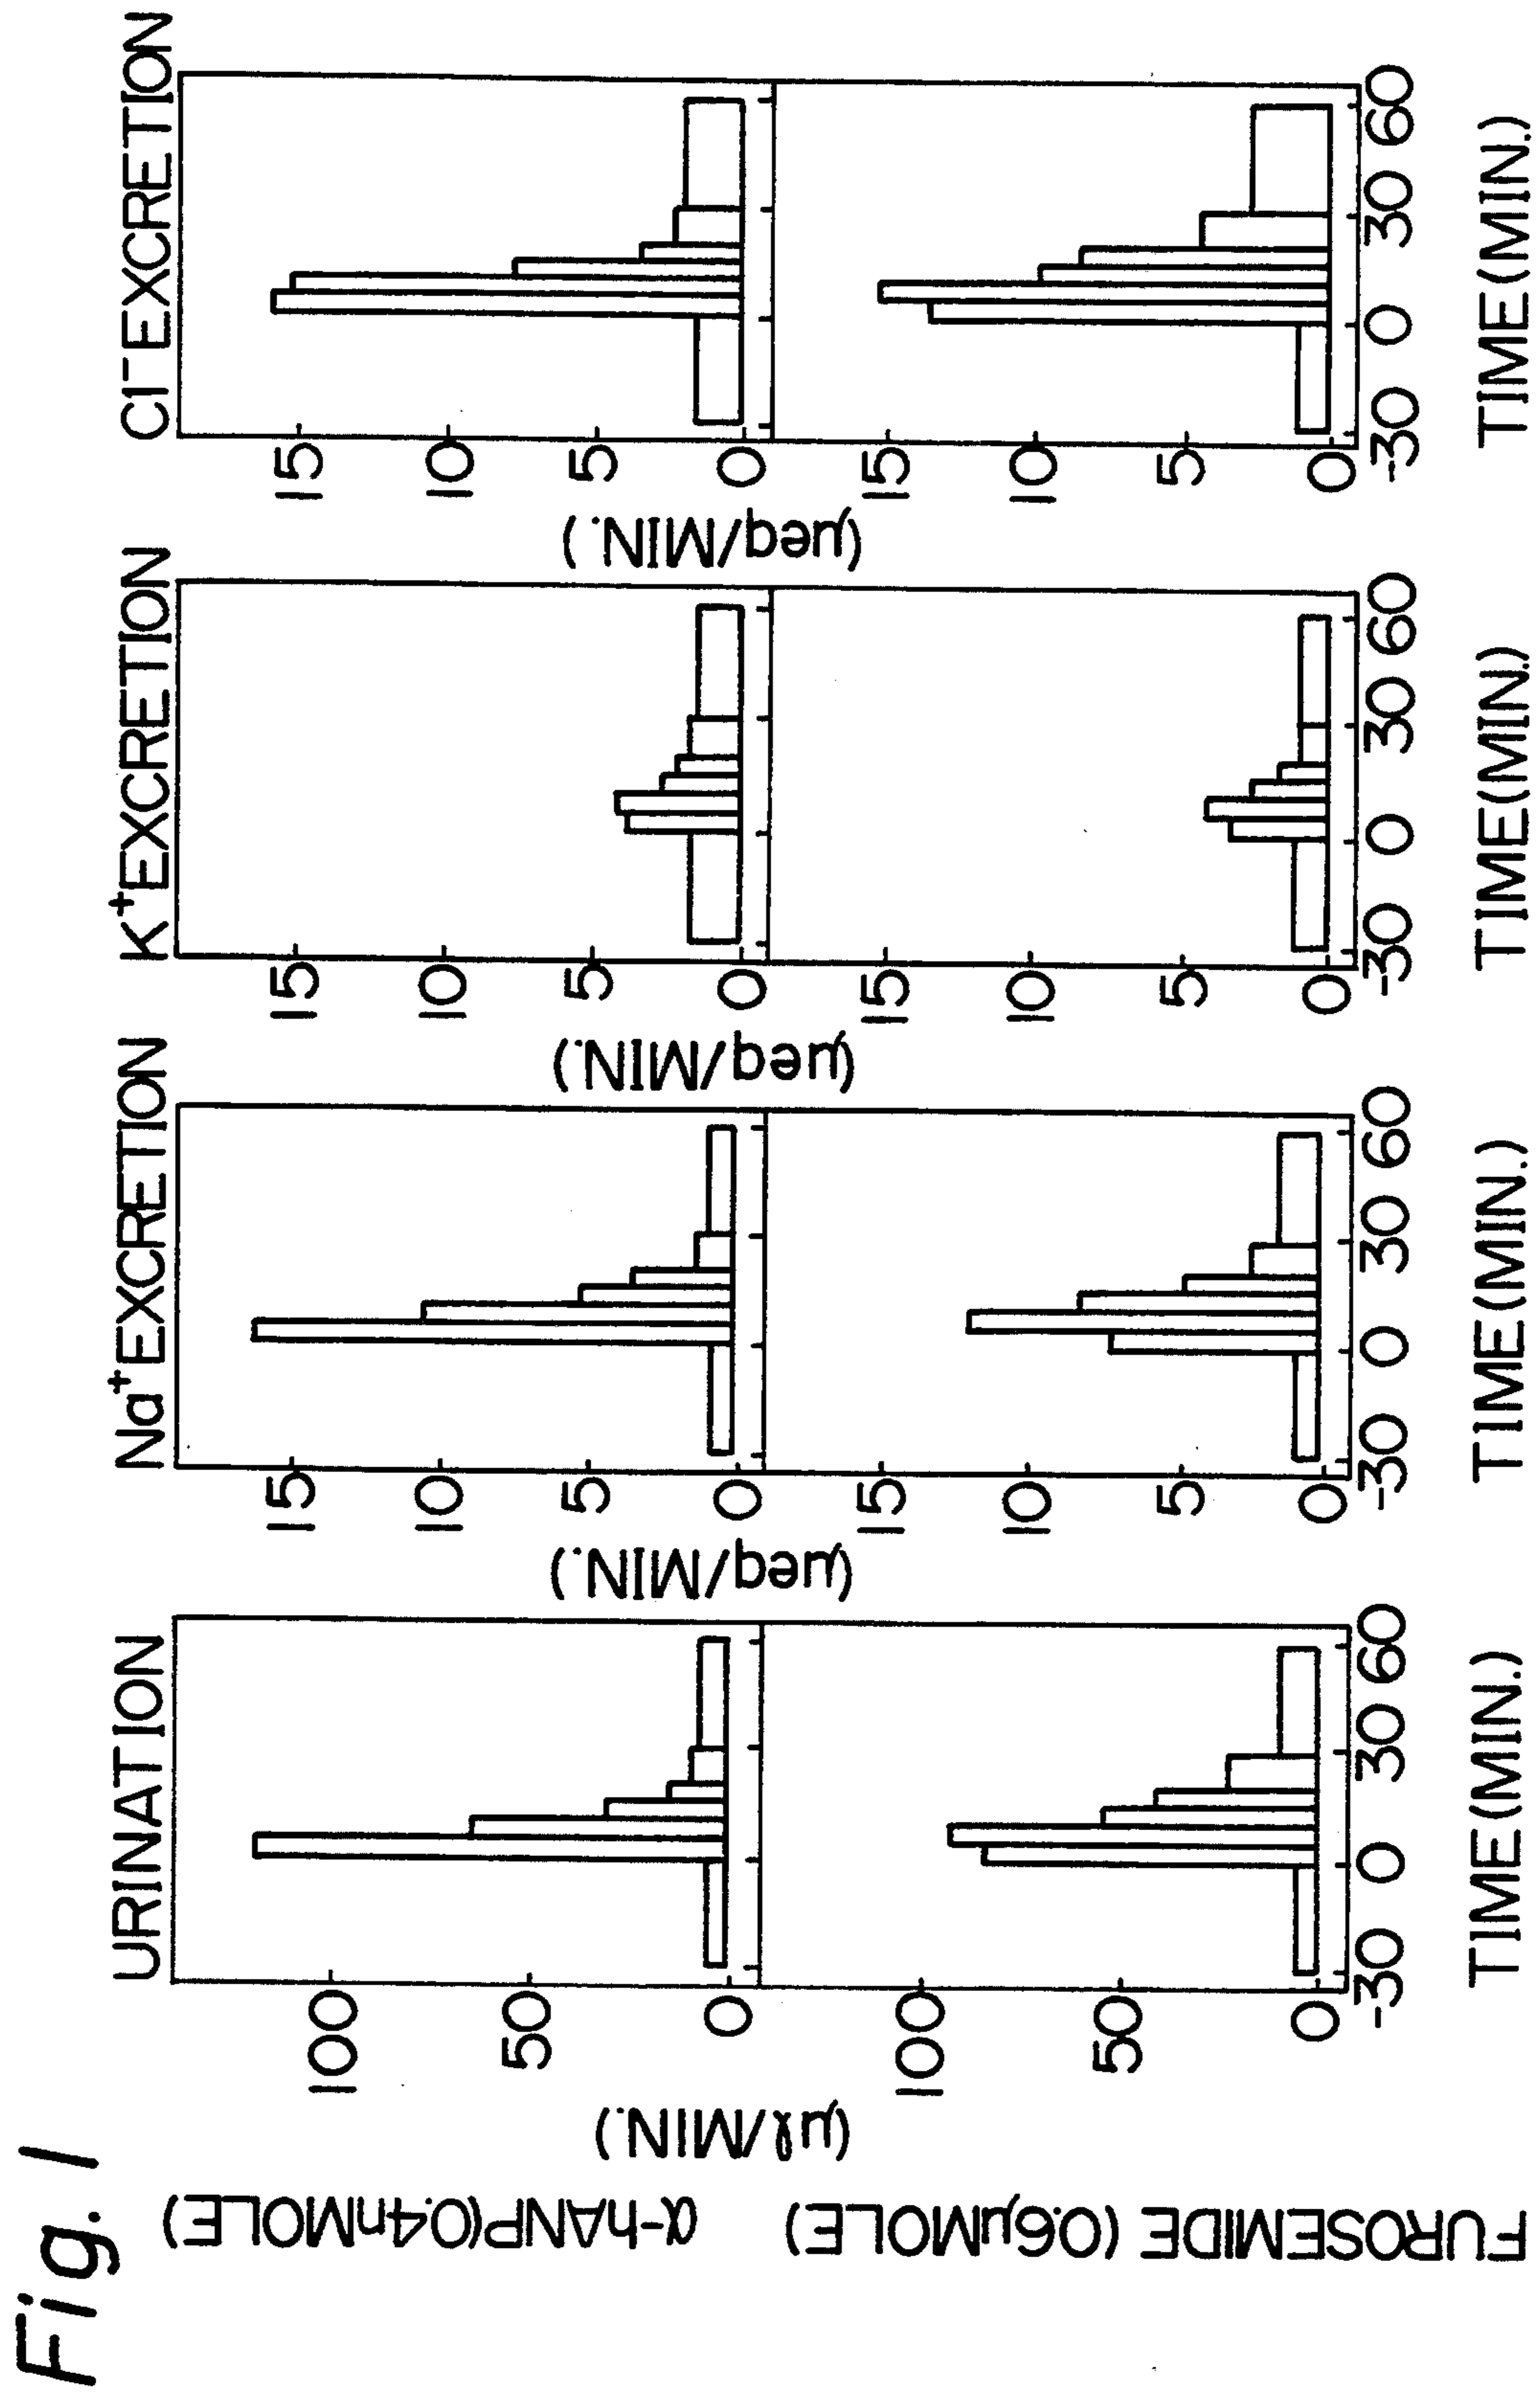 Fig. 1
URINATION
Na⁺EXCRETION
K⁺EXCRETION
Cl⁻EXCRETION
α-hANP(0.4nMOLE)
(μℓ/MIN.)
100
50
0
(μeq/MIN.)
15
10
5
0
(μeq/MIN.)
15
10
5
0
(μeq/MIN.)
15
10
5
0
FUROSEMIDE (0.6μMOLE)
100
50
0
15
10
5
0
15
10
5
0
15
10
5
0
-30 0 30 60
-30 0 30 60
-30 0 30 60
-30 0 30 60
TIME(MIN.)
TIME(MIN.)
TIME(MIN.)
TIME(MIN.)